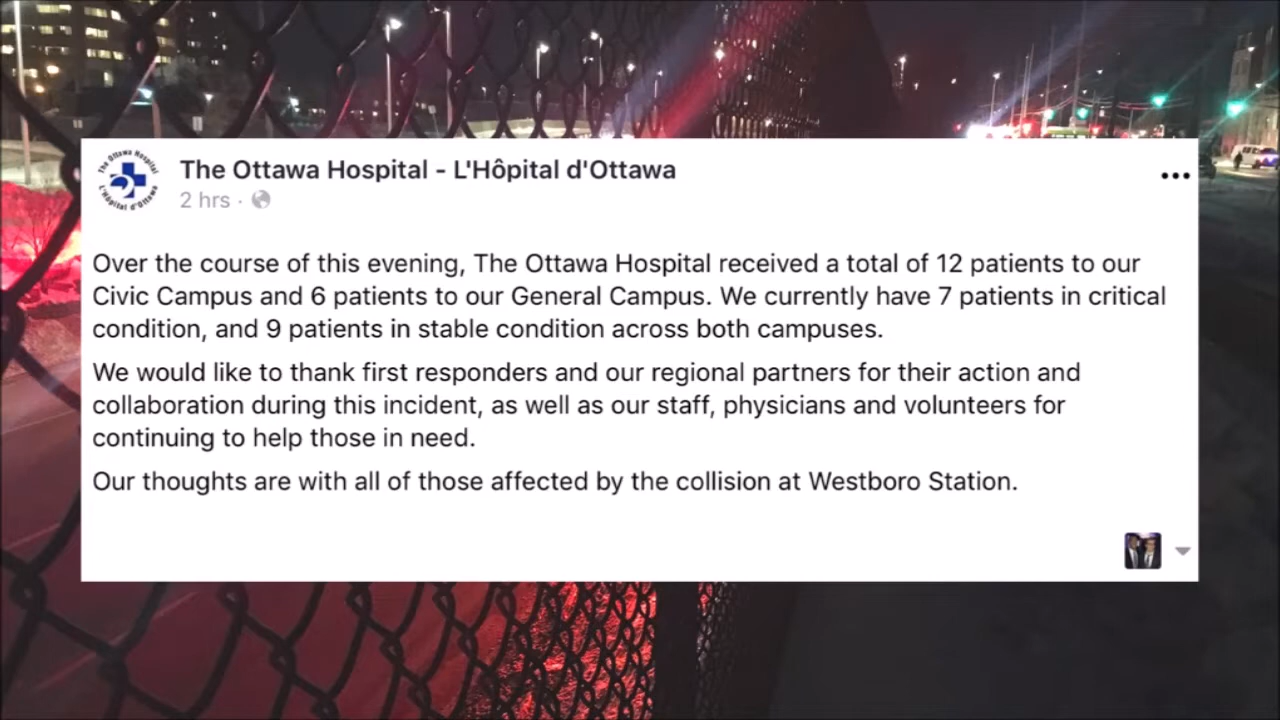 The Ottawa Hospital
L'Hôpital d'Ottawa
The Ottawa Hospital - L'Hôpital d'Ottawa
2 hrs ·
Over the course of this evening, The Ottawa Hospital received a total of 12 patients to our
Civic Campus and 6 patients to our General Campus. We currently have 7 patients in critical
condition, and 9 patients in stable condition across both campuses.
We would like to thank first responders and our regional partners for their action and
collaboration during this incident, as well as our staff, physicians and volunteers for
continuing to help those in need.
Our thoughts are with all of those affected by the collision at Westboro Station.